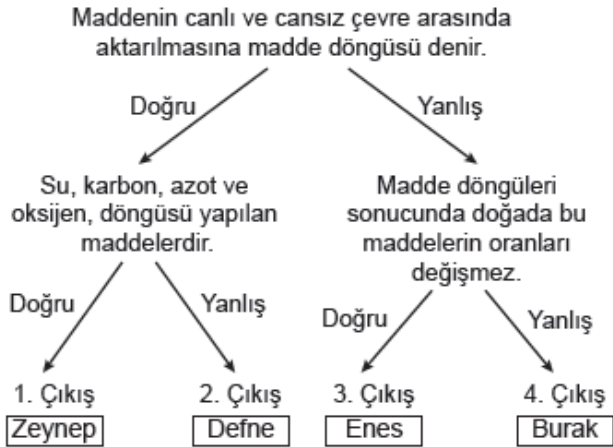 Maddenin canlı ve cansız çevre arasında
aktarılmasına madde döngüsü denir.
Doğru
Yanlış
Su, karbon, azot ve
oksijen, döngüsü yapılan
maddelerdir.
Madde döngüleri
sonucunda doğada bu
maddelerin oranları
değişmez.
Doğru
Yanlış
Doğru
Yanlış
1. Çıkış
2. Çıkış
3. Çıkış
4. Çıkış
Zeynep
Defne
Enes
Burak